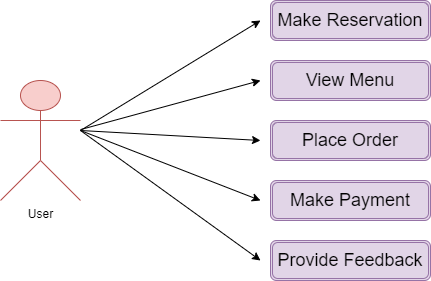 Make Reservation
View Menu
Place Order
User
Make Payment
Provide Feedback